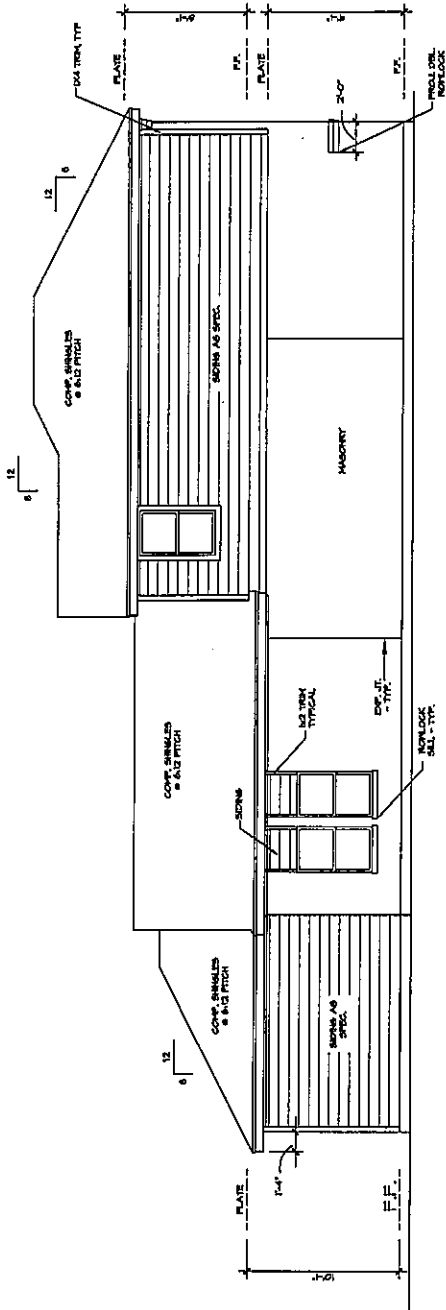 PLATE
F.F.
PLATE
F.F.
1X4 TRIM, TYP
PROJ. DBL.
ROWLOCK
2'-0"
12
6
COMP. SHINGLES
@ 6:12 PITCH
SIDING AS SPEC.
MASONRY
12
6
COMP. SHINGLES
@ 6:12 PITCH
1x2 TRIM
TYPICAL
EXP. JT.
- TYP.
ROWLOCK
SILL - TYP.
SIDING
COMP. SHINGLES
@ 6:12 PITCH
12
6
SIDING AS
SPEC.
1'-4"
PLATE